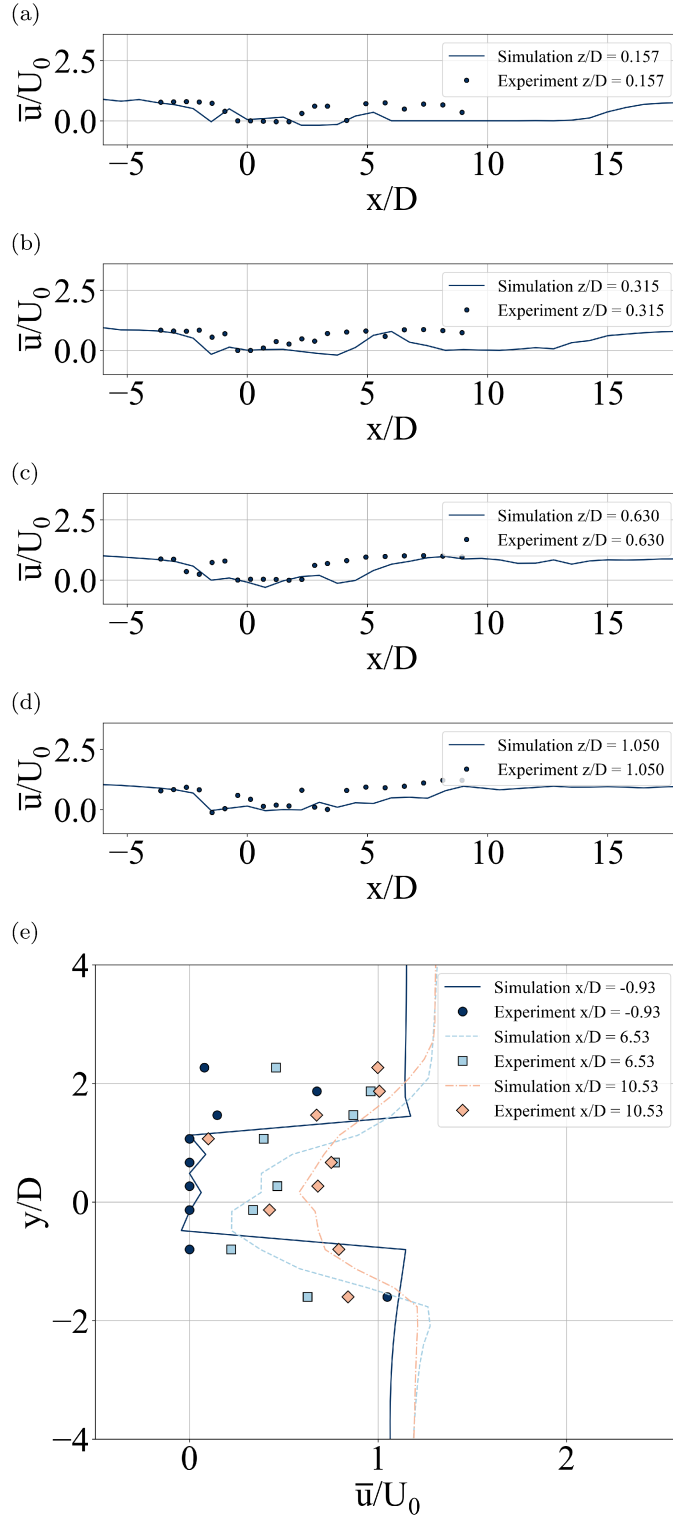 (a)
2.5
0.0
u̅/U₀
Simulation z/D = 0.157
Experiment z/D = 0.157
−5 0 5 10 15
x/D
(b)
2.5
0.0
u̅/U₀
Simulation z/D = 0.315
Experiment z/D = 0.315
−5 0 5 10 15
x/D
(c)
2.5
0.0
u̅/U₀
Simulation z/D = 0.630
Experiment z/D = 0.630
−5 0 5 10 15
x/D
(d)
2.5
0.0
u̅/U₀
Simulation z/D = 1.050
Experiment z/D = 1.050
−5 0 5 10 15
x/D
(e)
4
2
0
−2
−4
y/D
Simulation x/D = -0.93
Experiment x/D = -0.93
Simulation x/D = 6.53
Experiment x/D = 6.53
Simulation x/D = 10.53
Experiment x/D = 10.53
0 1 2
u̅/U₀